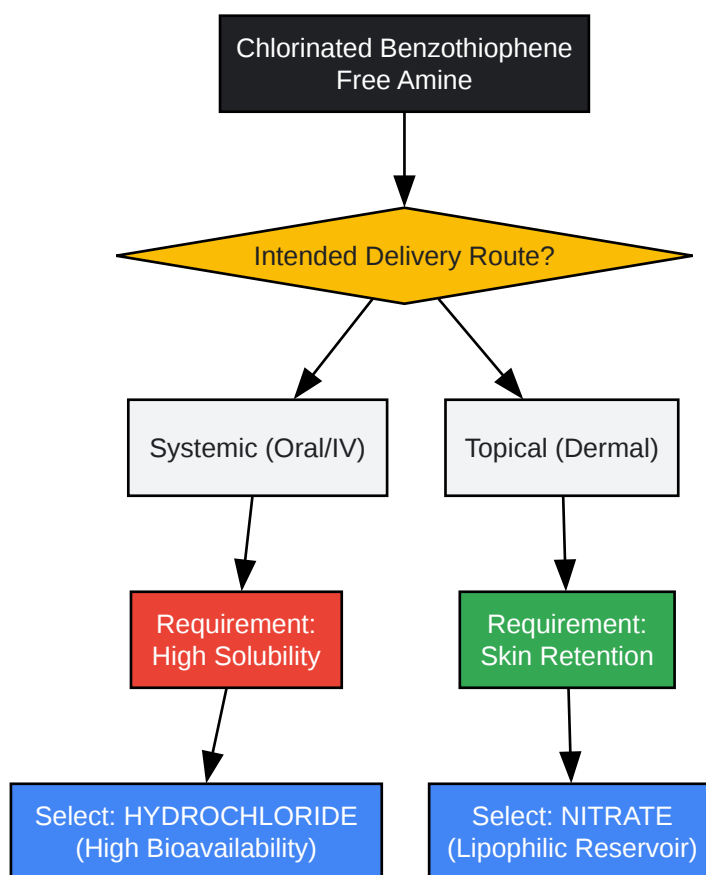 Chlorinated Benzothiophene
Free Amine
Intended Delivery Route?
Systemic (Oral/IV)
Topical (Dermal)
Requirement:
High Solubility
Requirement:
Skin Retention
Select: HYDROCHLORIDE
(High Bioavailability)
Select: NITRATE
(Lipophilic Reservoir)